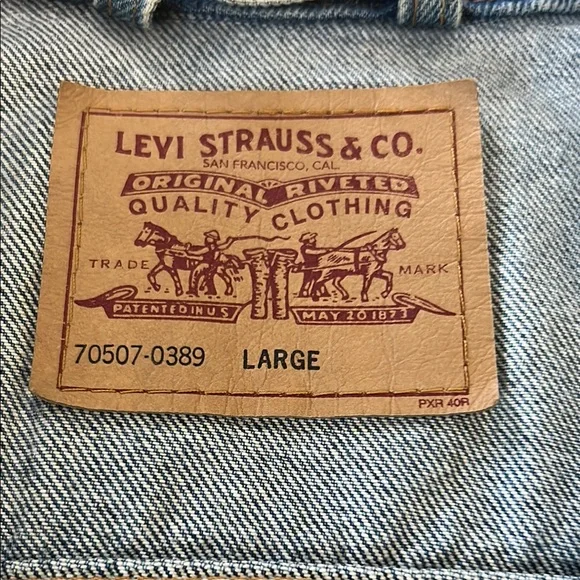 LEVI STRAUSS & CO.
SAN FRANCISCO, CAL.
ORIGINAL RIVETED
QUALITY CLOTHING
TRADE MARK
PATENTED IN U S MAY 20 1873
70507-0389 LARGE
PXR 40R